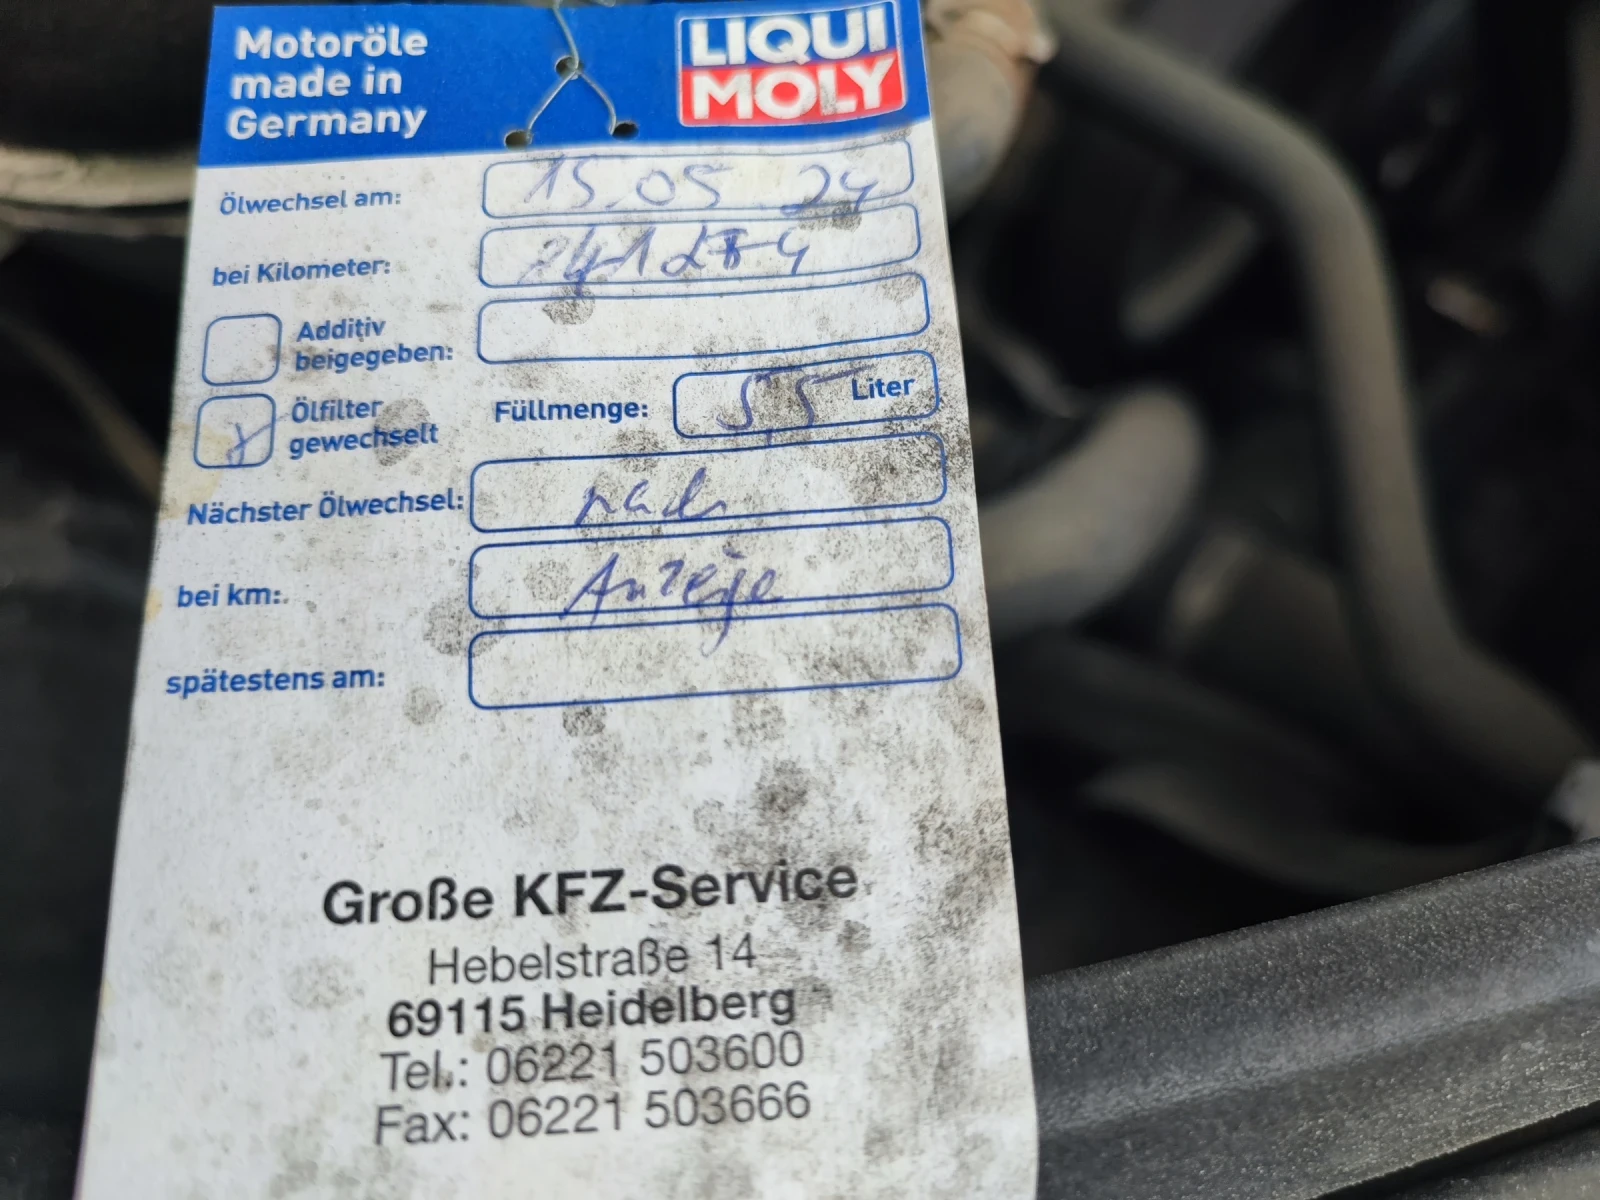 Motoröle
made in
Germany
LIQUI
MOLY
Ölwechsel am: 15.05.24
bei Kilometer:
Additiv
beigegeben:
Ölfilter
gewechselt
Füllmenge: 5,5 Liter
Nächster Ölwechsel: nach
bei km: Anzeige
spätestens am:
Große KFZ-Service
Hebelstraße 14
69115 Heidelberg
Tel.: 06221 503600
Fax: 06221 503666